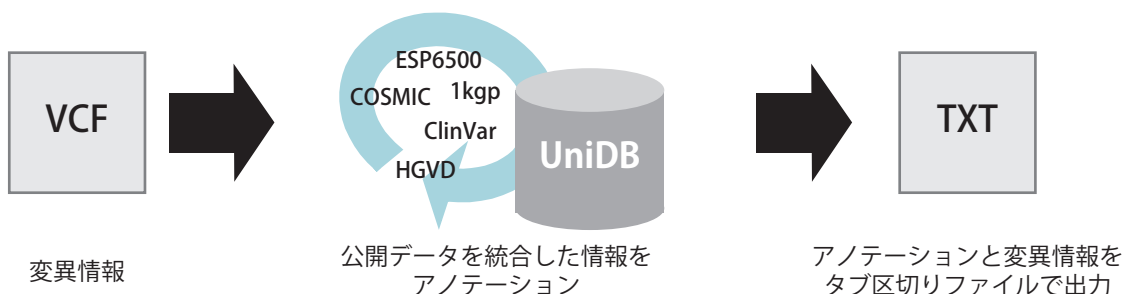 VCF
ESP6500
COSMIC 1kgp
ClinVar
HGVD
UniDB
TXT
変異情報
公開データを統合した情報を
アノテーション
アノテーションと変異情報を
タブ区切りファイルで出力